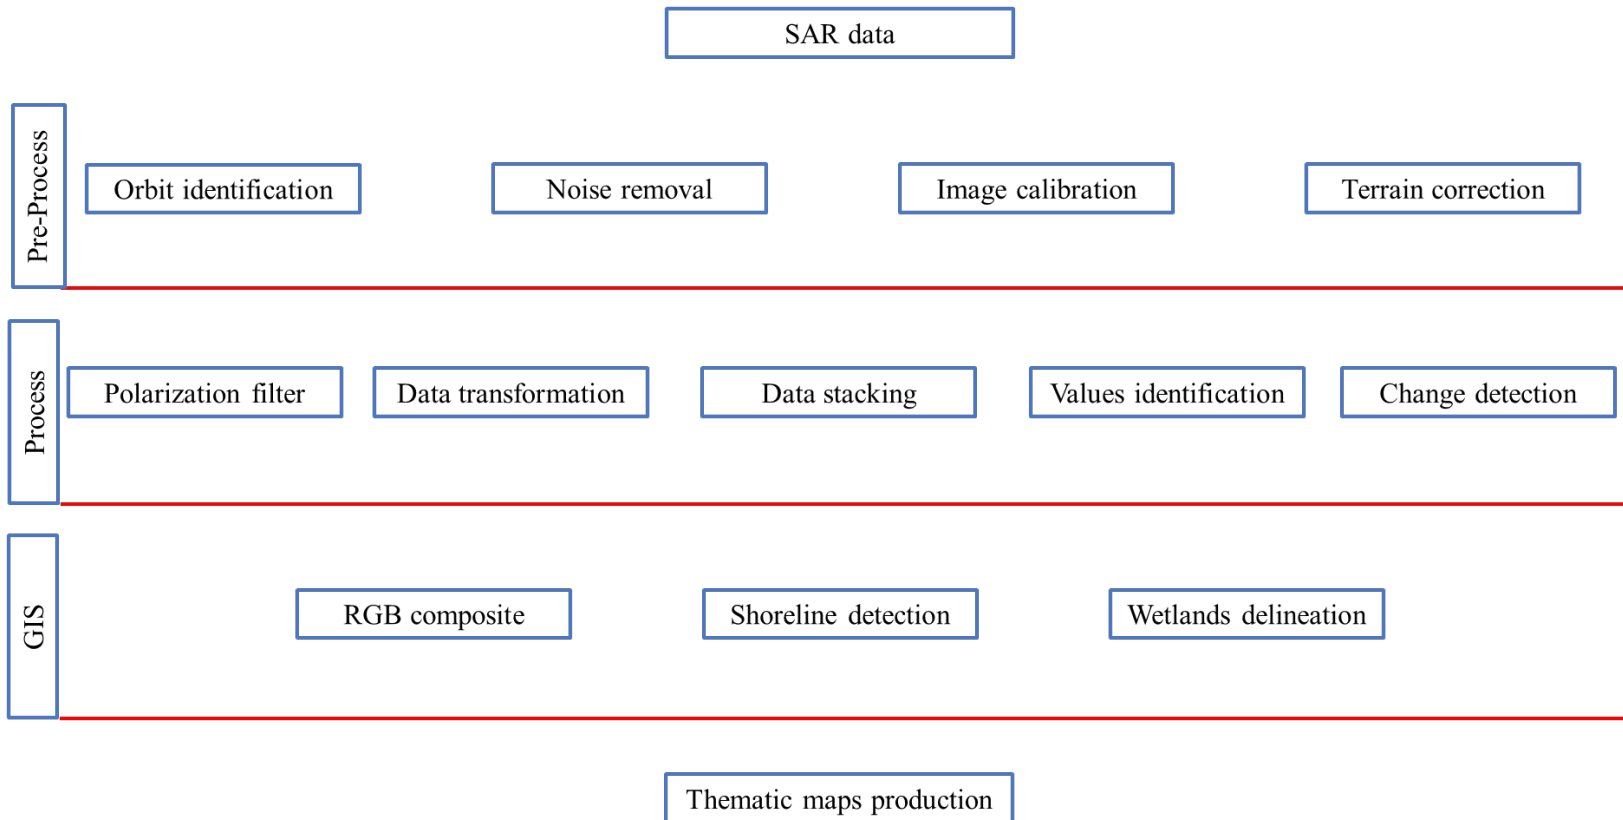 SAR data
Pre-Process
Orbit identification
Noise removal
Image calibration
Terrain correction
Process
Polarization filter
Data transformation
Data stacking
Values identification
Change detection
GIS
RGB composite
Shoreline detection
Wetlands delineation
Thematic maps production